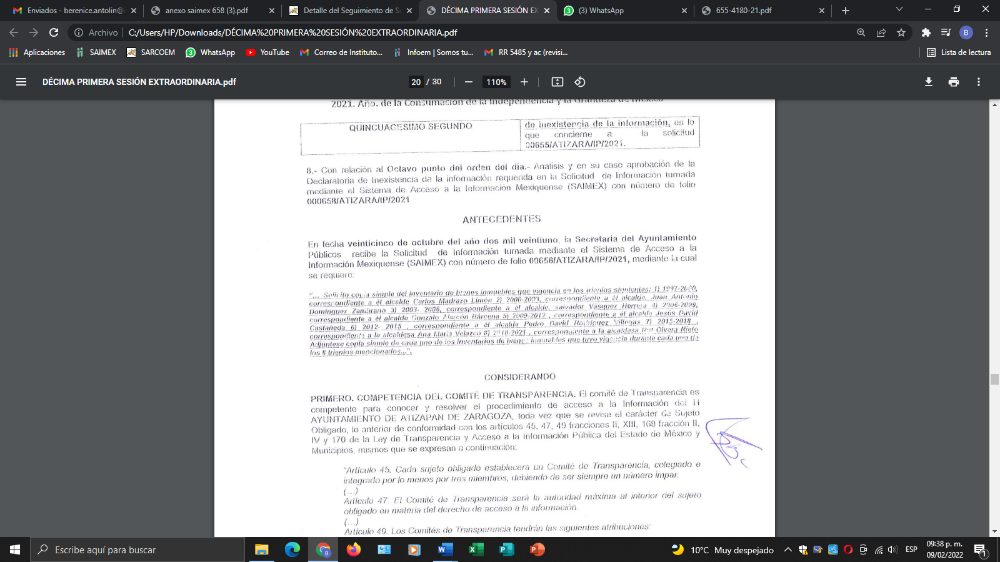 Enviados - berenice.antolin@
anexo saimex 658 (3).pdf
Detalle del Seguimiento de S
DÉCIMA PRIMERA SESIÓN EX
(3) WhatsApp
655-4180-21.pdf
Archivo
C:/Users/HP/Downloads/DÉCIMA%20PRIMERA%20SESIÓN%20EXTRAORDINARIA.pdf
B
Aplicaciones
SAIMEX
SARCOEM
WhatsApp
YouTube
Correo de Instituto...
Infoem | Somos tu...
RR 5485 y ac (revisi...
Lista de lectura
DÉCIMA PRIMERA SESIÓN EXTRAORDINARIA.pdf
20 / 30
110%
2021. Año. de la Consumación de la Independencia y la Grandeza de México
QUINCUACESIMO SEGUNDO
de inexistencia de la información, en lo
que concierne a la solicitud
00655/ATIZARA/IP/2021.
8.- Con relación al Octavo punto del orden del día.- Análisis y en su caso aprobación de la
Declaratoria de Inexistencia de la información requerida en la Solicitud de Información turnada
mediante el Sistema de Acceso a la Información Mexiquense (SAIMEX) con número de folio
000658/ATIZARA/IP/2021
ANTECEDENTES
En fecha veinticinco de octubre del año dos mil veintiuno, la Secretaria del Ayuntamiento
Públicos recibe la Solicitud de Información turnada mediante el Sistema de Acceso a la
Información Mexiquense (SAIMEX) con número de folio 00658/ATIZARA/IP/2021, mediante la cual
se requiere:
"... Solicito copia simple del inventario de bienes inmuebles que vigencia en los trienios siguientes: 1) 1997-2000,
correspondiente a él alcalde Carlos Madrazo Limón 2) 2000-2003, correspondiente a él alcalde. Juan Antonio
Domínguez Zambrano 3) 2003- 2006, correspondiente a él alcalde, salvador Vásquez Herrera 4) 2006-2009,
correspondiente a él alcalde Gonzalo Alarcón Bárcena 5) 2009-2012 , correspondiente a él alcalde Jesús David
Castañeda 6) 2012- 2015 , correspondiente a él alcalde Pedro David Rodríguez Villegas 7) 2015-2018 ,
correspondiente a la alcaldesa Ana María Velazco 8) 2018-2021 , correspondiente a la alcaldesa Rut Olvera Nieto
Adjúntese copia simple de cada uno de los inventarios de bienes inmuebles que tuvo vigencia durante cada uno de
los 8 trienios mencionados...".
CONSIDERANDO
PRIMERO. COMPETENCIA DEL COMITÉ DE TRANSPARENCIA. El comité de Transparencia es
competente para conocer y resolver el procedimiento de acceso a la Información del H
AYUNTAMIENTO DE ATIZAPAN DE ZARAGOZA, toda vez que se revise el carácter de Sujeto
Obligado, lo anterior de conformidad con los artículos 45, 47, 49 fracciones II, XIII, 169 fracción II,
IV y 170 de la Ley de Transparencia y Acceso a la Información Pública del Estado de México y
Municipios, mismos que se expresan a continuación:
"Artículo 45. Cada sujeto obligado establecerá un Comité de Transparencia, colegiado e
integrado por lo menos por tres miembros, debiendo de ser siempre un número impar.
(...)
Artículo 47. El Comité de Transparencia será la autoridad máxima al interior del sujeto
obligado en materia del derecho de acceso a la información.
(...)
Artículo 49. Los Comités de Transparencia tendrán las siguientes atribuciones:
Escribe aquí para buscar
10°C Muy despejado
ESP
09:38 p. m.
09/02/2022
1